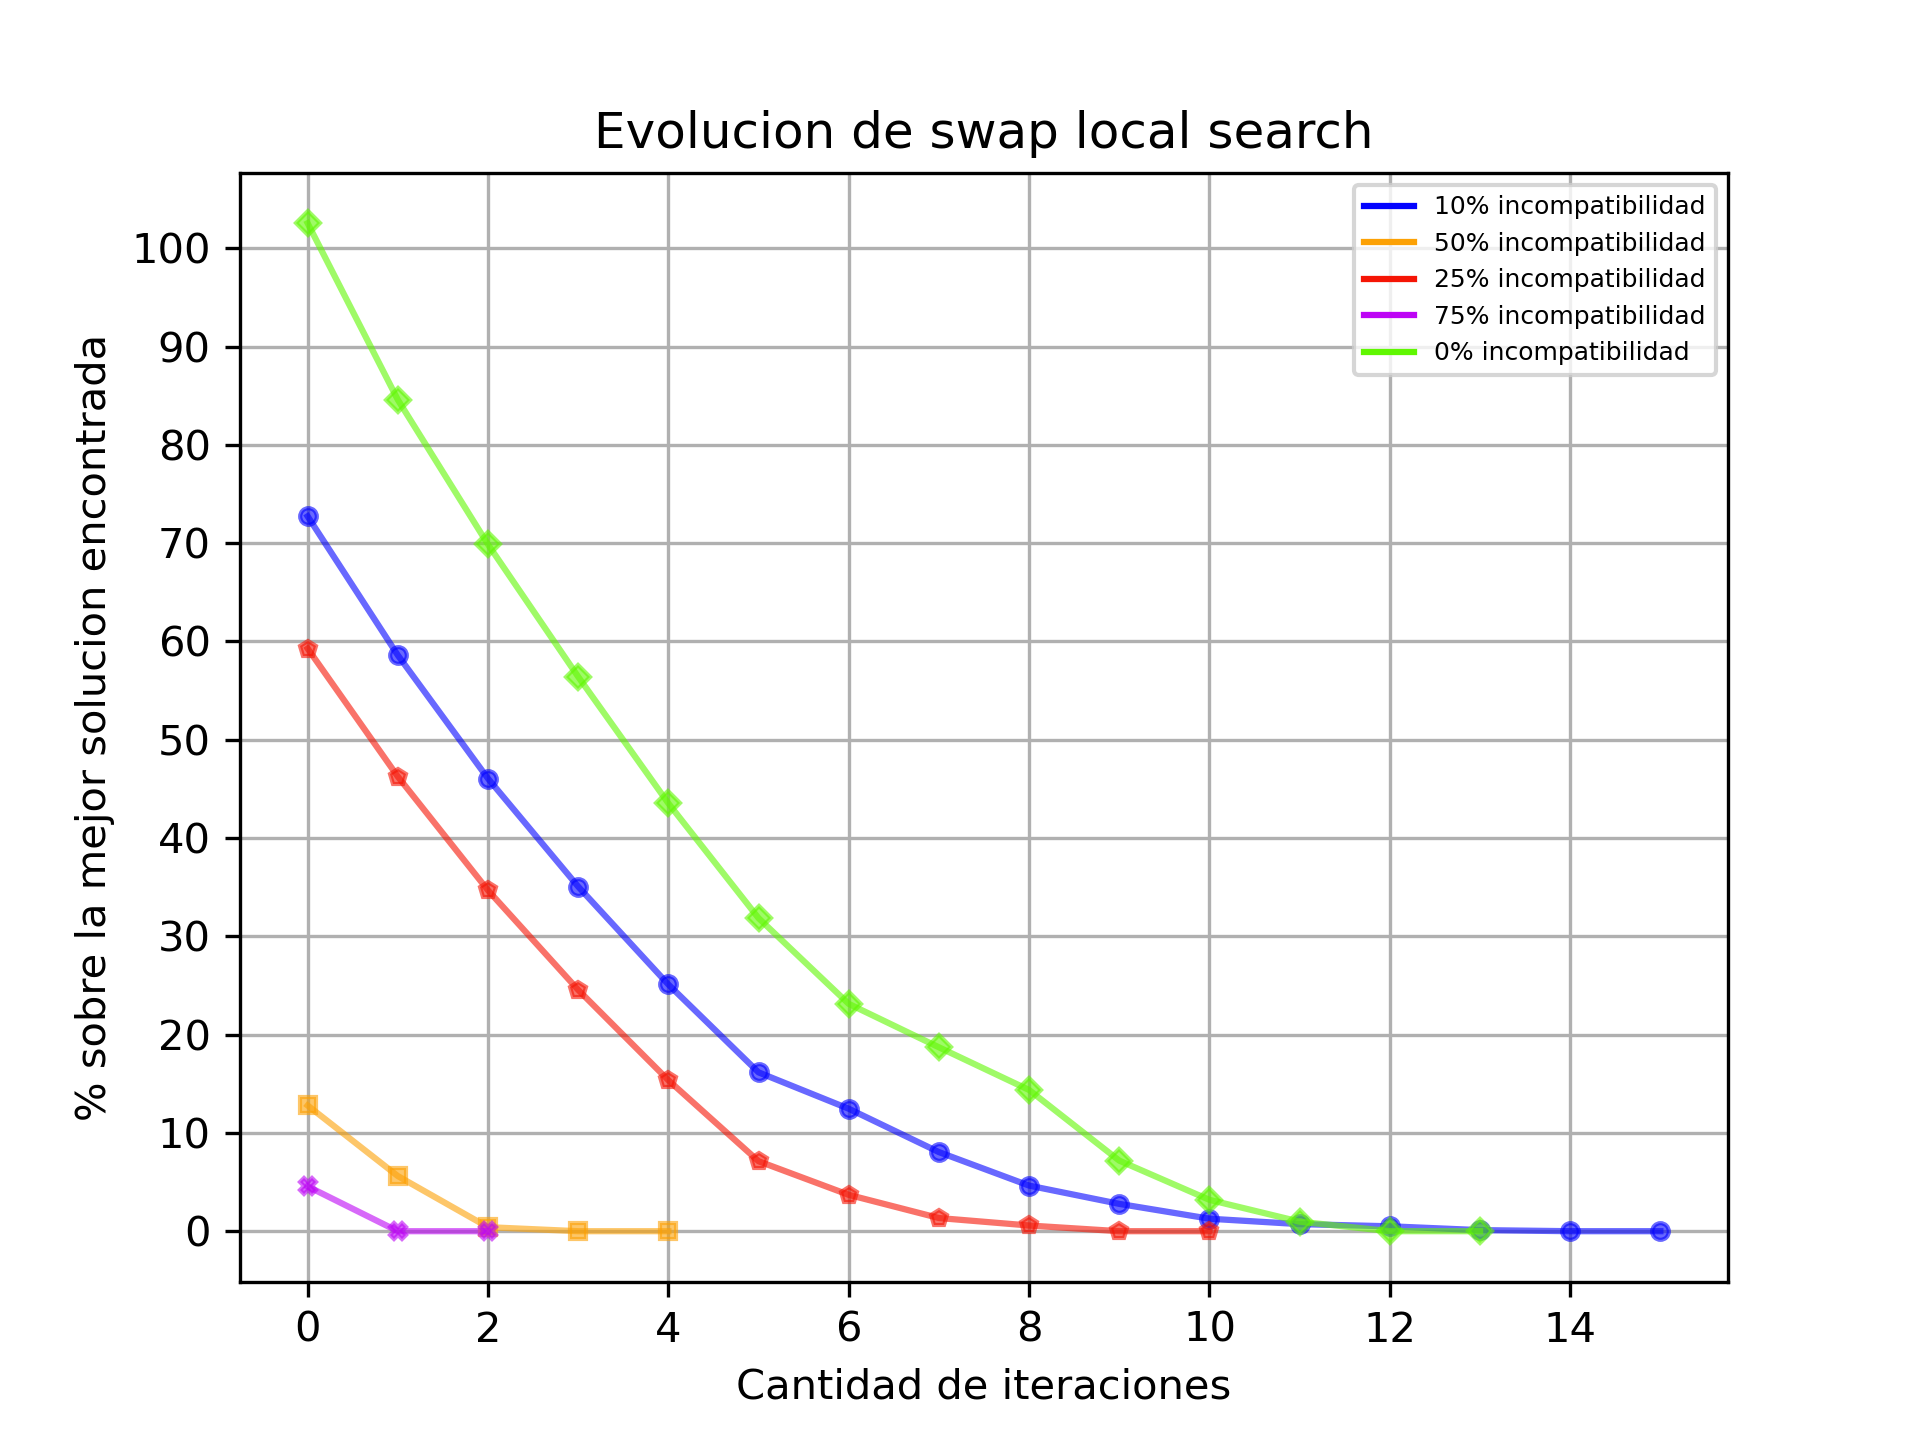 Evolucion de swap local search
10% incompatibilidad
50% incompatibilidad
25% incompatibilidad
75% incompatibilidad
0% incompatibilidad
% sobre la mejor solucion encontrada
100
90
80
70
60
50
40
30
20
10
0
0 2 4 6 8 10 12 14
Cantidad de iteraciones